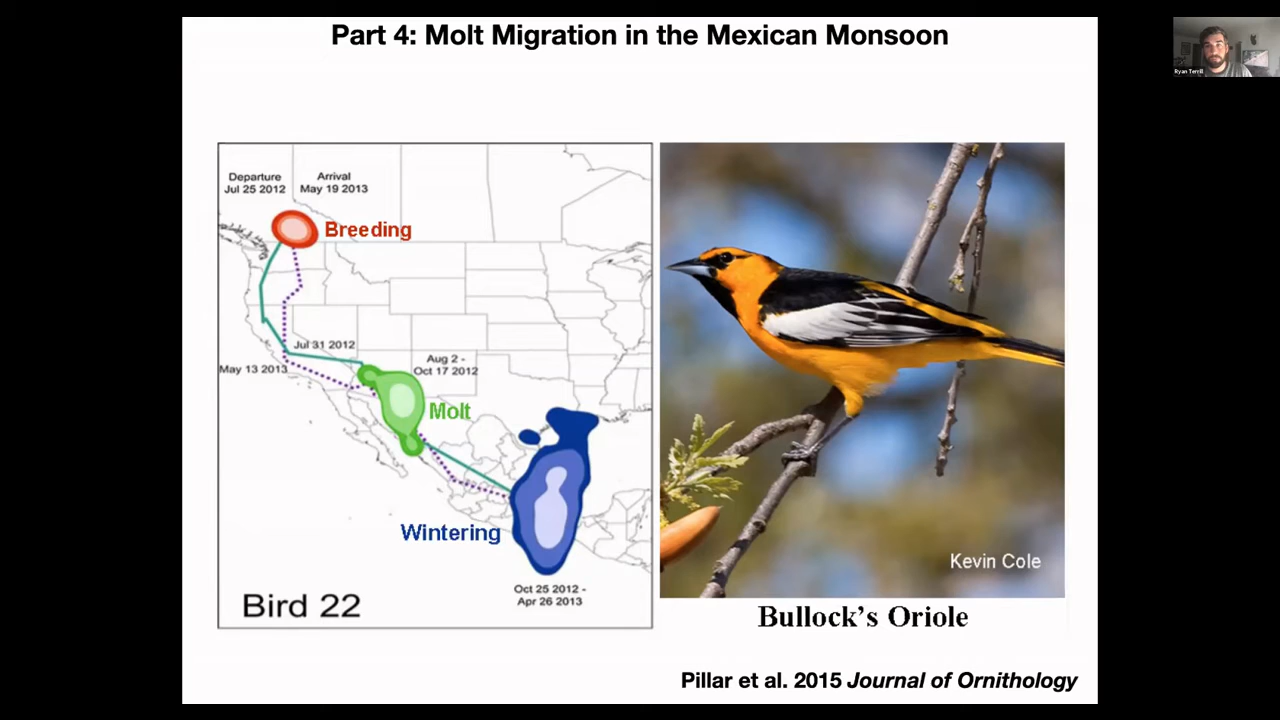 Part 4: Molt Migration in the Mexican Monsoon
Ryan Terrill
Departure
Jul 25 2012
Arrival
May 19 2013
Breeding
Jul 31 2012
May 13 2013
Aug 2 -
Oct 17 2012
Molt
Wintering
Oct 25 2012 -
Apr 26 2013
Bird 22
Kevin Cole
Bullock's Oriole
Pillar et al. 2015 Journal of Ornithology